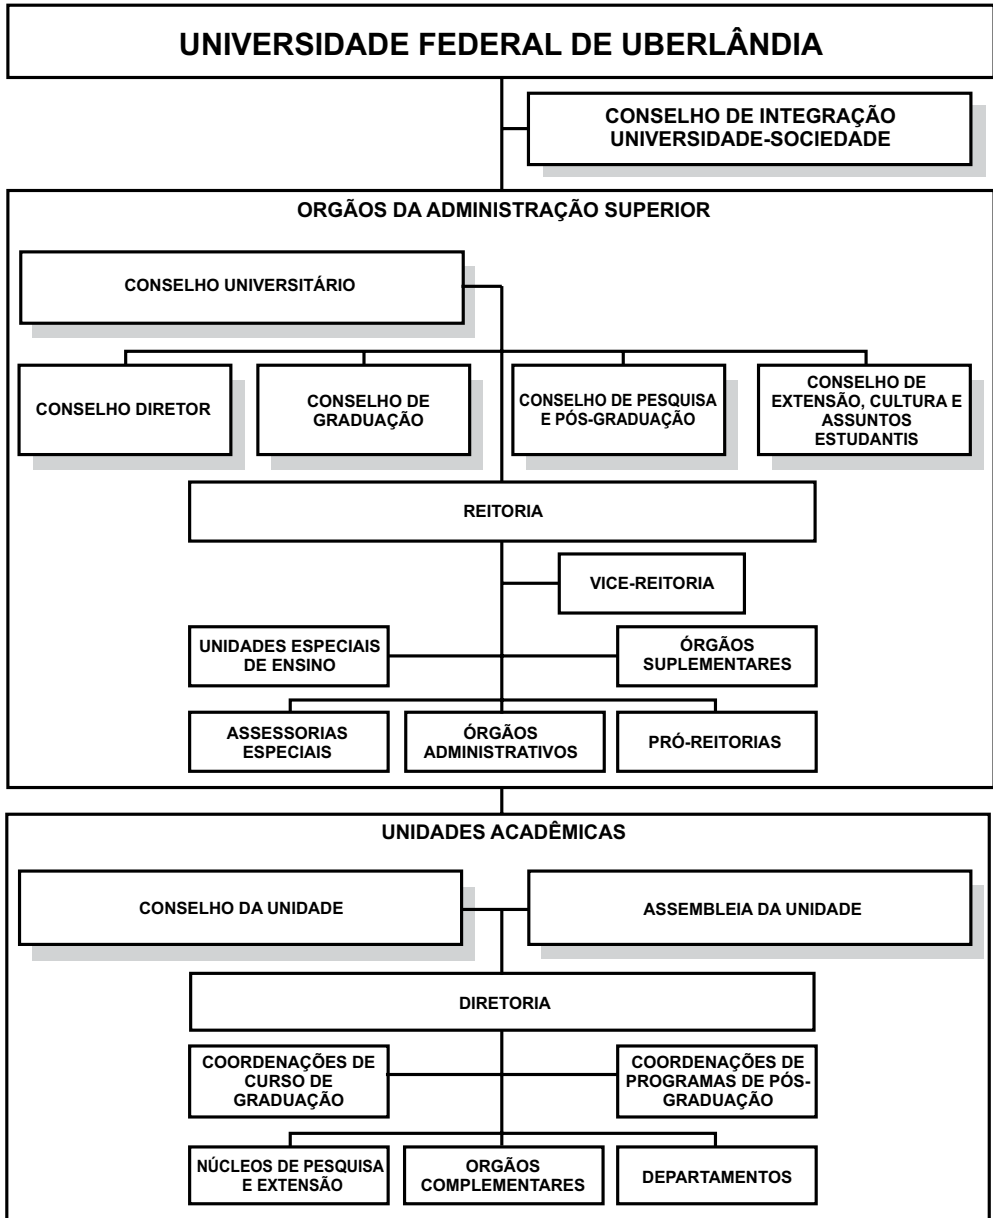 UNIVERSIDADE FEDERAL DE UBERLÂNDIA
CONSELHO DE INTEGRAÇÃO
UNIVERSIDADE-SOCIEDADE
ORGÃOS DA ADMINISTRAÇÃO SUPERIOR
CONSELHO UNIVERSITÁRIO
CONSELHO DIRETOR
CONSELHO DE
GRADUAÇÃO
CONSELHO DE PESQUISA
E PÓS-GRADUAÇÃO
CONSELHO DE
EXTENSÃO, CULTURA E
ASSUNTOS
ESTUDANTIS
REITORIA
VICE-REITORIA
UNIDADES ESPECIAIS
DE ENSINO
ÓRGÃOS
SUPLEMENTARES
ASSESSORIAS
ESPECIAIS
ÓRGÃOS
ADMINISTRATIVOS
PRÓ-REITORIAS
UNIDADES ACADÊMICAS
CONSELHO DA UNIDADE
ASSEMBLEIA DA UNIDADE
DIRETORIA
COORDENAÇÕES DE
CURSO DE
GRADUAÇÃO
COORDENAÇÕES DE
PROGRAMAS DE PÓS-
GRADUAÇÃO
NÚCLEOS DE PESQUISA
E EXTENSÃO
ORGÃOS
COMPLEMENTARES
DEPARTAMENTOS